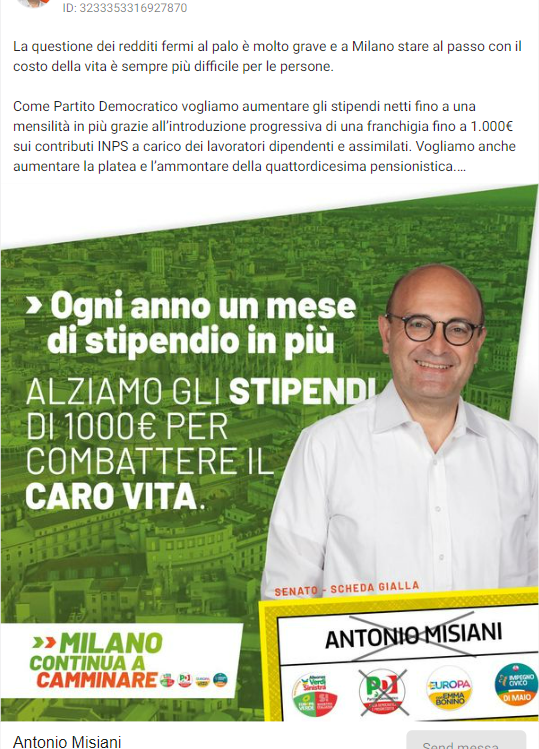 ID: 3233353316927870
La questione dei redditi fermi al palo è molto grave e a Milano stare al passo con il
costo della vita è sempre più difficile per le persone.
Come Partito Democratico vogliamo aumentare gli stipendi netti fino a una
mensilità in più grazie all'introduzione progressiva di una franchigia fino a 1.000€
sui contributi INPS a carico dei lavoratori dipendenti e assimilati. Vogliamo anche
aumentare la platea e l'ammontare della quattordicesima pensionistica....
› Ogni anno un mese
di stipendio in più
ALZIAMO GLI STIPENDI
DI 1000€ PER
COMBATTERE IL
CARO VITA.
SENATO - SCHEDA GIALLA
ANTONIO MISIANI
Verdi
Sinistra
PD
EUROPA
EMMA
BONINO
IMPEGNO
CIVICO
DI MAIO
›› MILANO
CONTINUA A
CAMMINARE
Antonio Misiani
Send messa